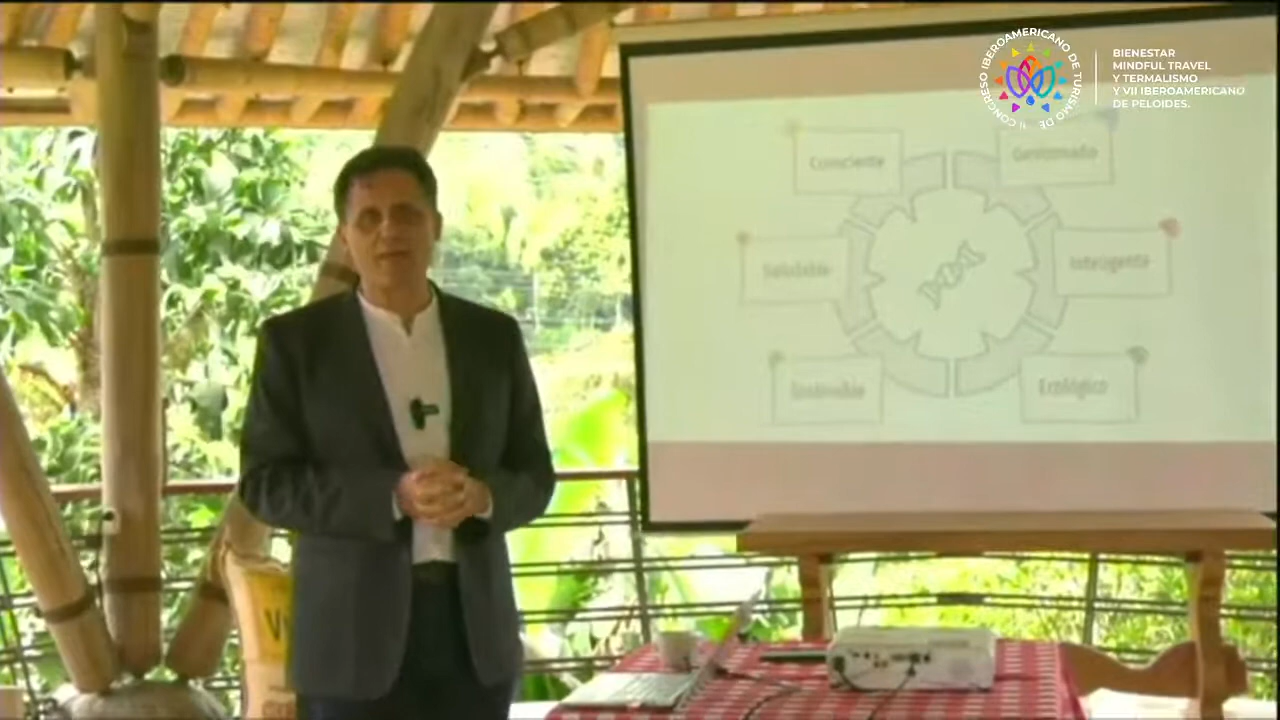 II CONGRESO IBEROAMERICANO DE TURISMO DE
BIENESTAR
MINDFUL TRAVEL
Y TERMALISMO
Y VII IBEROAMERICANO
DE PELOIDES.
Consciente
Gestionado
Saludable
Inteligente
Sostenible
Ecológico